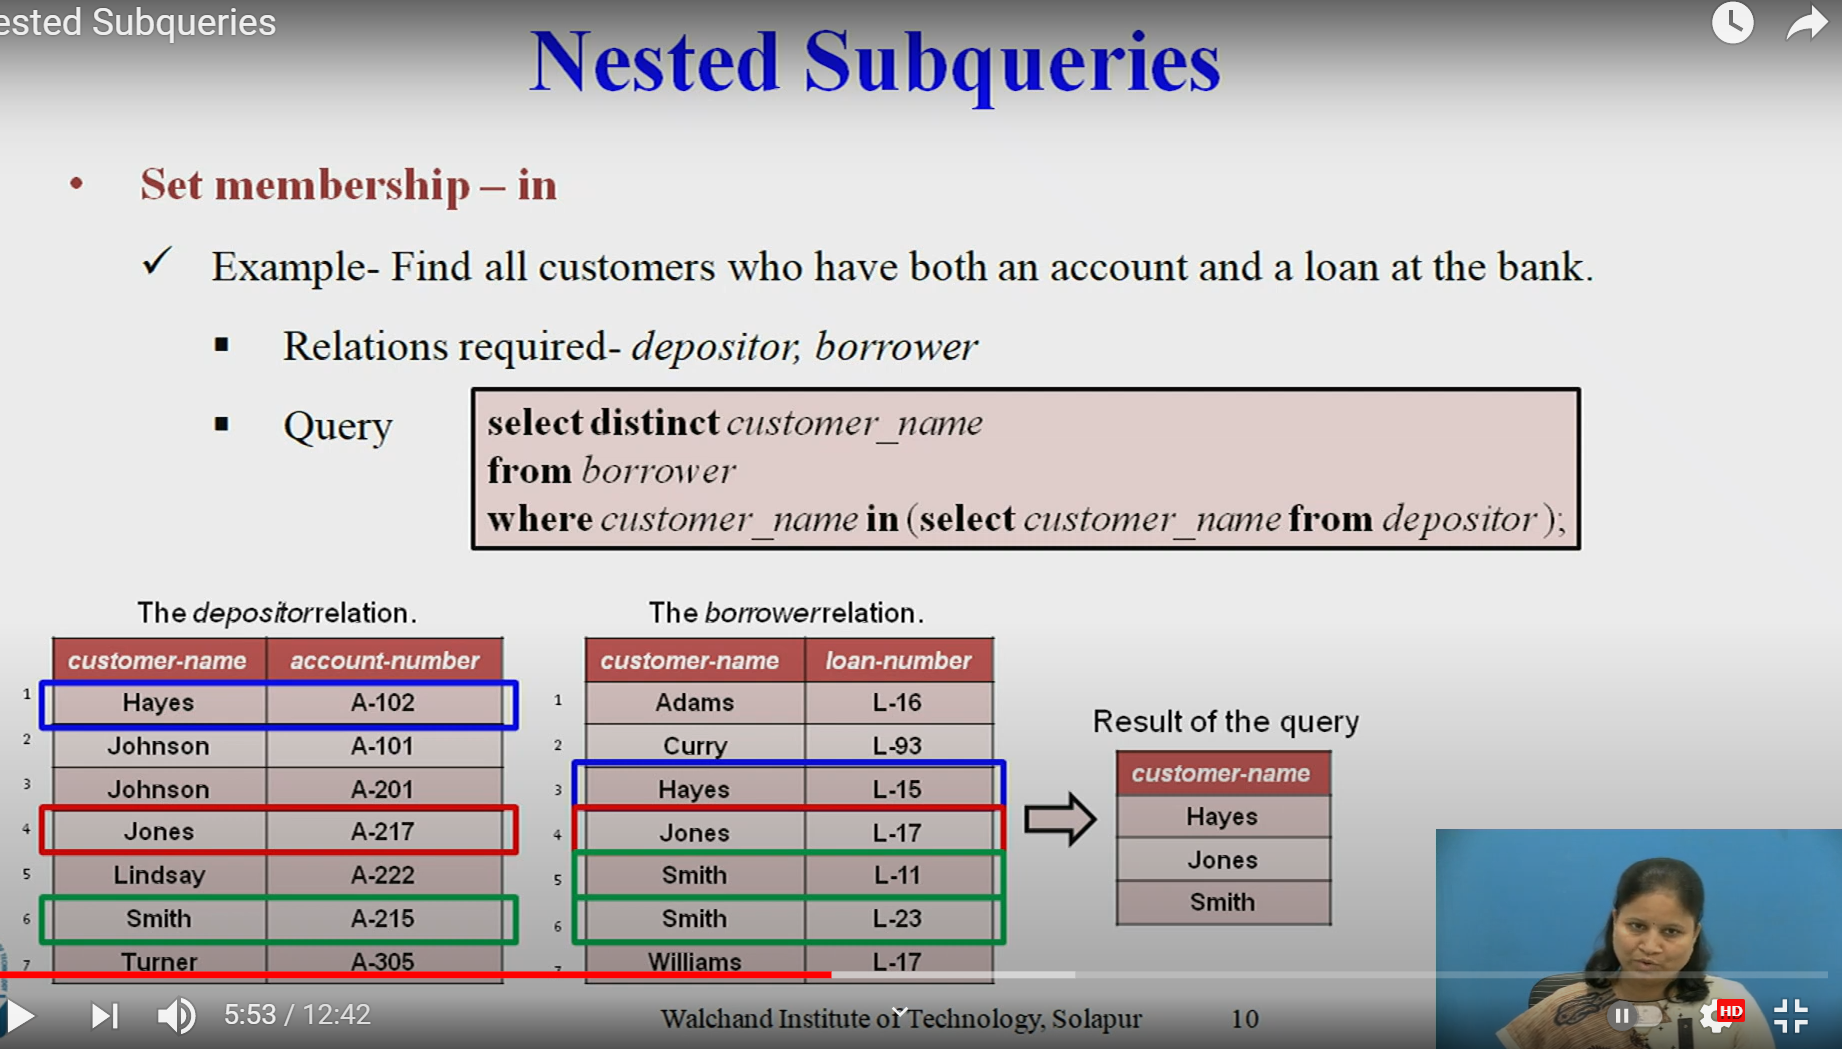 ested Subqueries
Nested Subqueries
• Set membership – in
✓ Example- Find all customers who have both an account and a loan at the bank.
▪ Relations required- depositor, borrower
▪ Query
select distinct customer_name
from borrower
where customer_name in (select customer_name from depositor);
The depositor relation.
customer-name account-number
1 Hayes A-102
2 Johnson A-101
3 Johnson A-201
4 Jones A-217
5 Lindsay A-222
6 Smith A-215
7 Turner A-305
The borrower relation.
customer-name loan-number
1 Adams L-16
2 Curry L-93
3 Hayes L-15
4 Jones L-17
5 Smith L-11
6 Smith L-23
7 Williams L-17
Result of the query
customer-name
Hayes
Jones
Smith
5:53 / 12:42
Walchand Institute of Technology, Solapur 10
HD